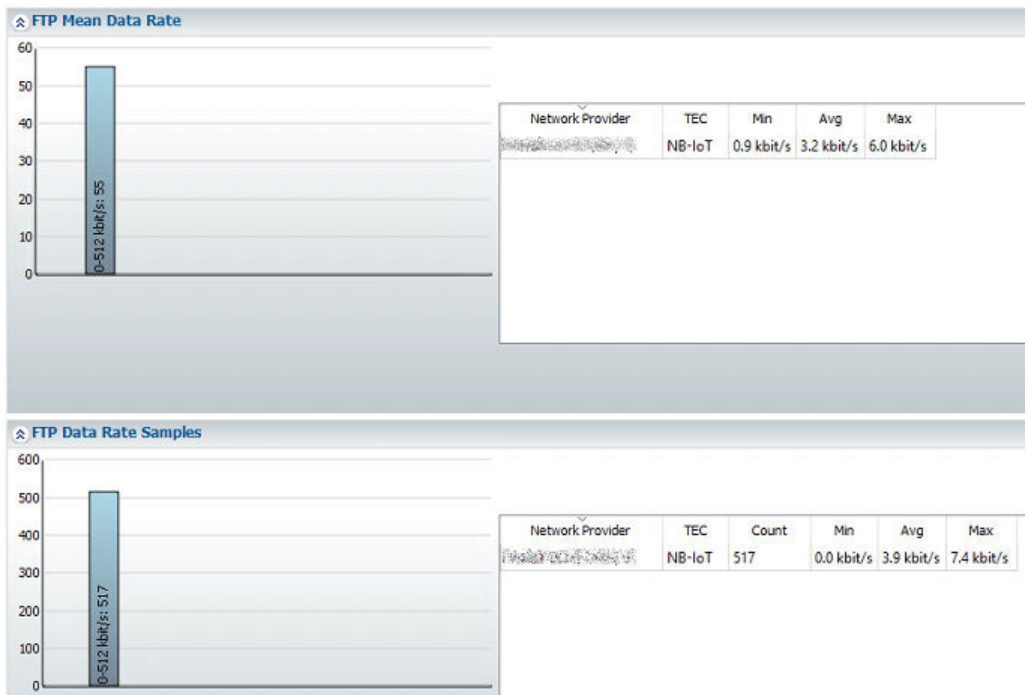 FTP Mean Data Rate
60
50
40
30
20
10
0
0-512 kbit/s: 55
Network Provider TEC Min Avg Max
NB-IoT 0.9 kbit/s 3.2 kbit/s 6.0 kbit/s
FTP Data Rate Samples
600
500
400
300
200
100
0
0-512 kbit/s: 517
Network Provider TEC Count Min Avg Max
NB-IoT 517 0.0 kbit/s 3.9 kbit/s 7.4 kbit/s